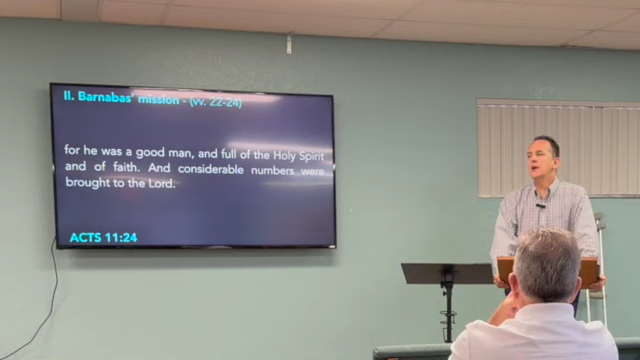 II. Barnabas' mission - (vv. 22-24)
for he was a good man, and full of the Holy Spirit
and of faith. And considerable numbers were
brought to the Lord.
ACTS 11:24